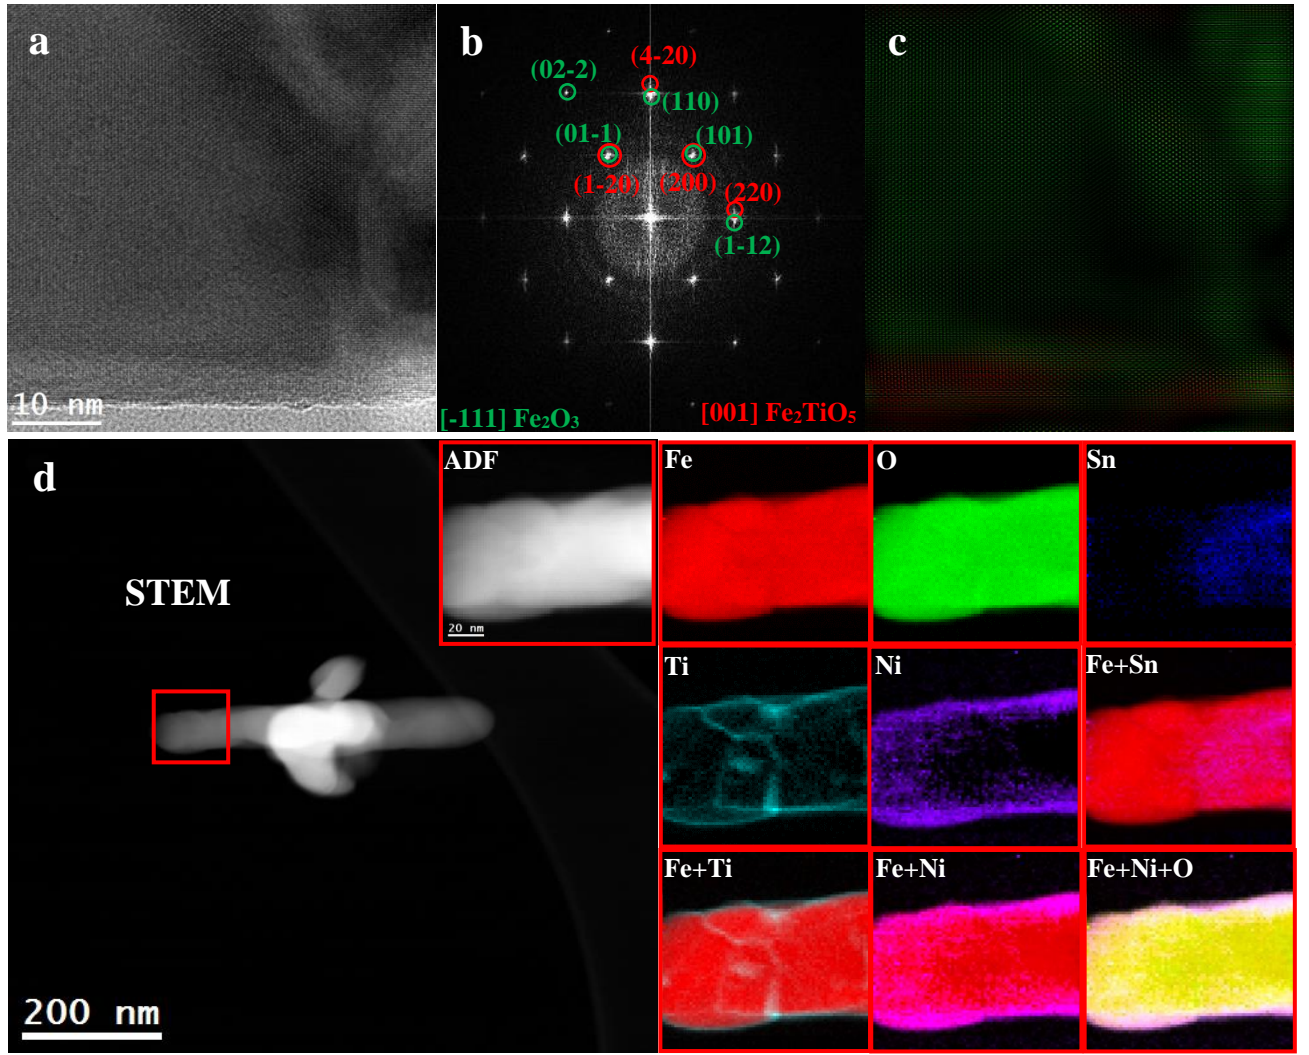 a
10 nm
b
(4-20)
(02-2)
(110)
(01-1)
(101)
(1-20)
(200)
(220)
(1-12)
[-111] Fe₂O₃
[001] Fe₂TiO₅
c
d
STEM
200 nm
ADF
20 nm
Fe
O
Sn
Ti
Ni
Fe+Sn
Fe+Ti
Fe+Ni
Fe+Ni+O